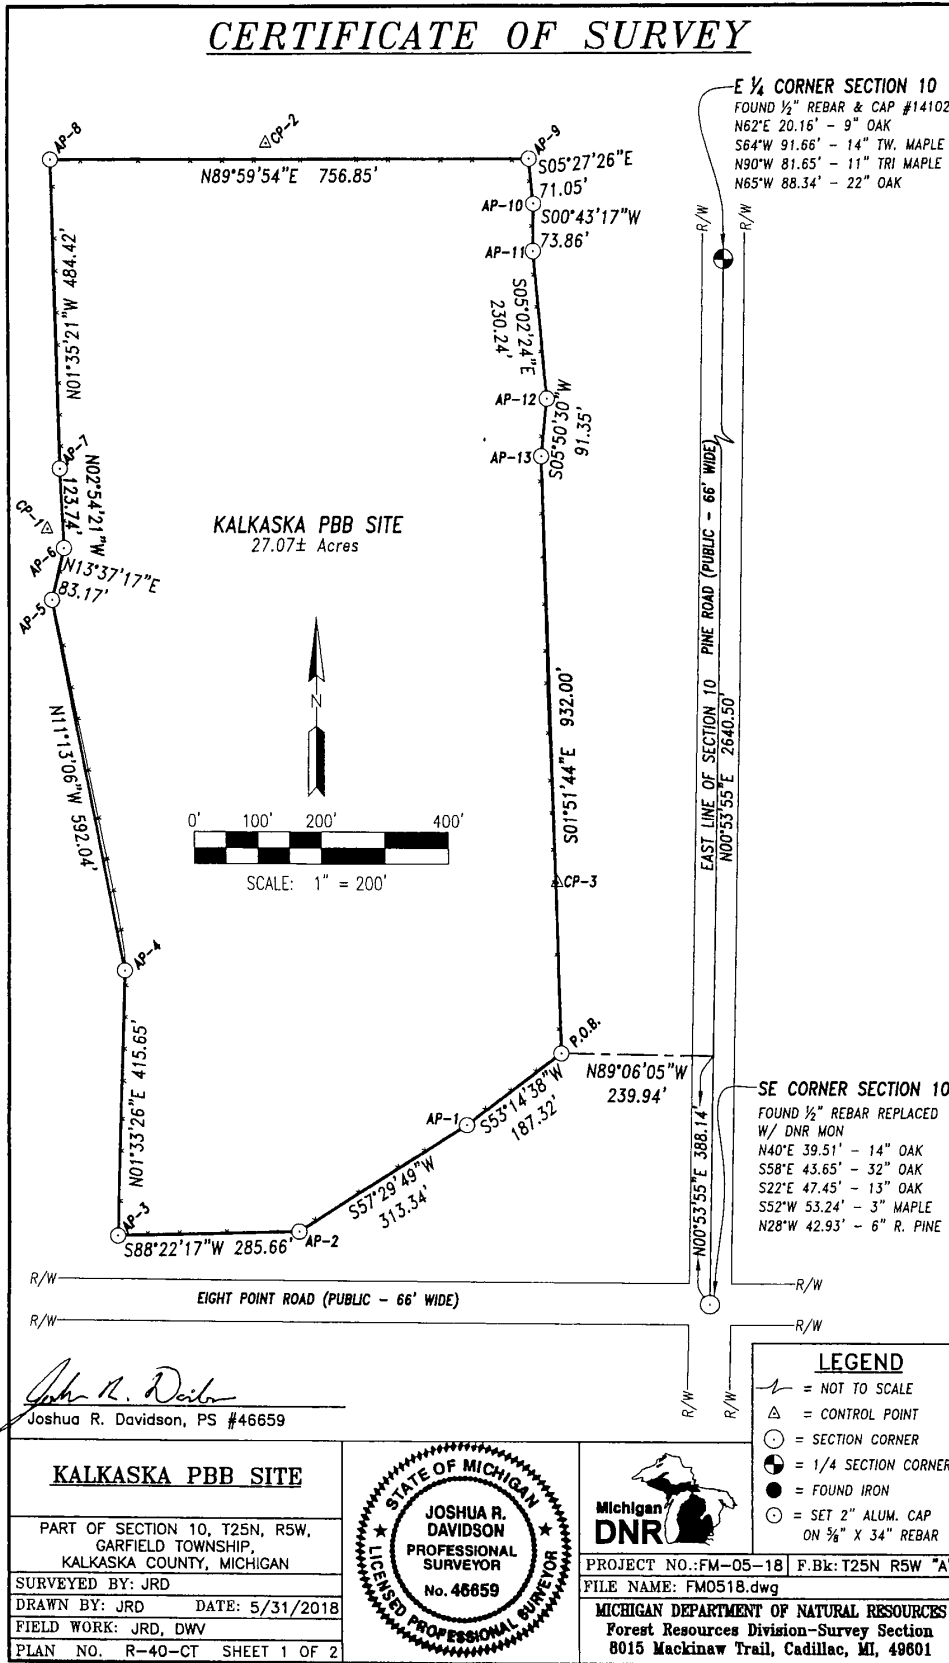 CERTIFICATE OF SURVEY
E ¼ CORNER SECTION 10
FOUND ½" REBAR & CAP #14102
N62°E 20.16' - 9" OAK
S64°W 91.66' - 14" TW. MAPLE
N90°W 81.65' - 11" TRI MAPLE
N65°W 88.34' - 22" OAK
AP-8
CP-2
AP-9
N89°59'54"E 756.85'
S05°27'26"E
71.05'
AP-10
S00°43'17"W
73.86'
AP-11
R/W
R/W
N01°35'21"W 484.42'
S05°02'24"E
230.24'
AP-12
S05°50'30"W
91.35'
AP-13
AP-7
N02°54'21"W
123.74'
CP-1
AP-6
N13°37'17"E
83.17'
AP-5
KALKASKA PBB SITE
27.07± Acres
N
N11°13'06"W 592.04'
S01°51'44"E 932.00'
EAST LINE OF SECTION 10 PINE ROAD (PUBLIC - 66' WIDE)
N00°53'55"E 2640.50'
0' 100' 200' 400'
SCALE: 1" = 200'
CP-3
AP-4
N01°33'26"E 415.65'
P.O.B.
N89°06'05"W
239.94'
AP-1
S53°14'38"W
187.32'
S57°29'49"W
313.34'
N00°53'55"E 388.14'
SE CORNER SECTION 10
FOUND ½" REBAR REPLACED
W/ DNR MON
N40°E 39.51' - 14" OAK
S58°E 43.65' - 32" OAK
S22°E 47.45' - 13" OAK
S52°W 53.24' - 3" MAPLE
N28°W 42.93' - 6" R. PINE
AP-3
S88°22'17"W 285.66'
AP-2
R/W
R/W
EIGHT POINT ROAD (PUBLIC - 66' WIDE)
R/W
R/W
R/W
R/W
Joshua R. Davidson, PS #46659
LEGEND
= NOT TO SCALE
= CONTROL POINT
= SECTION CORNER
= 1/4 SECTION CORNER
= FOUND IRON
= SET 2" ALUM. CAP
ON ⅝" X 34" REBAR
KALKASKA PBB SITE
PART OF SECTION 10, T25N, R5W,
GARFIELD TOWNSHIP,
KALKASKA COUNTY, MICHIGAN
SURVEYED BY: JRD
DRAWN BY: JRD DATE: 5/31/2018
FIELD WORK: JRD, DWV
PLAN NO. R-40-CT SHEET 1 OF 2
STATE OF MICHIGAN
JOSHUA R.
DAVIDSON
PROFESSIONAL
SURVEYOR
No. 46659
LICENSED PROFESSIONAL SURVEYOR
Michigan
DNR
PROJECT NO.:FM-05-18 F.Bk: T25N R5W "A"
FILE NAME: FM0518.dwg
MICHIGAN DEPARTMENT OF NATURAL RESOURCES
Forest Resources Division-Survey Section
8015 Mackinaw Trail, Cadillac, MI, 49601